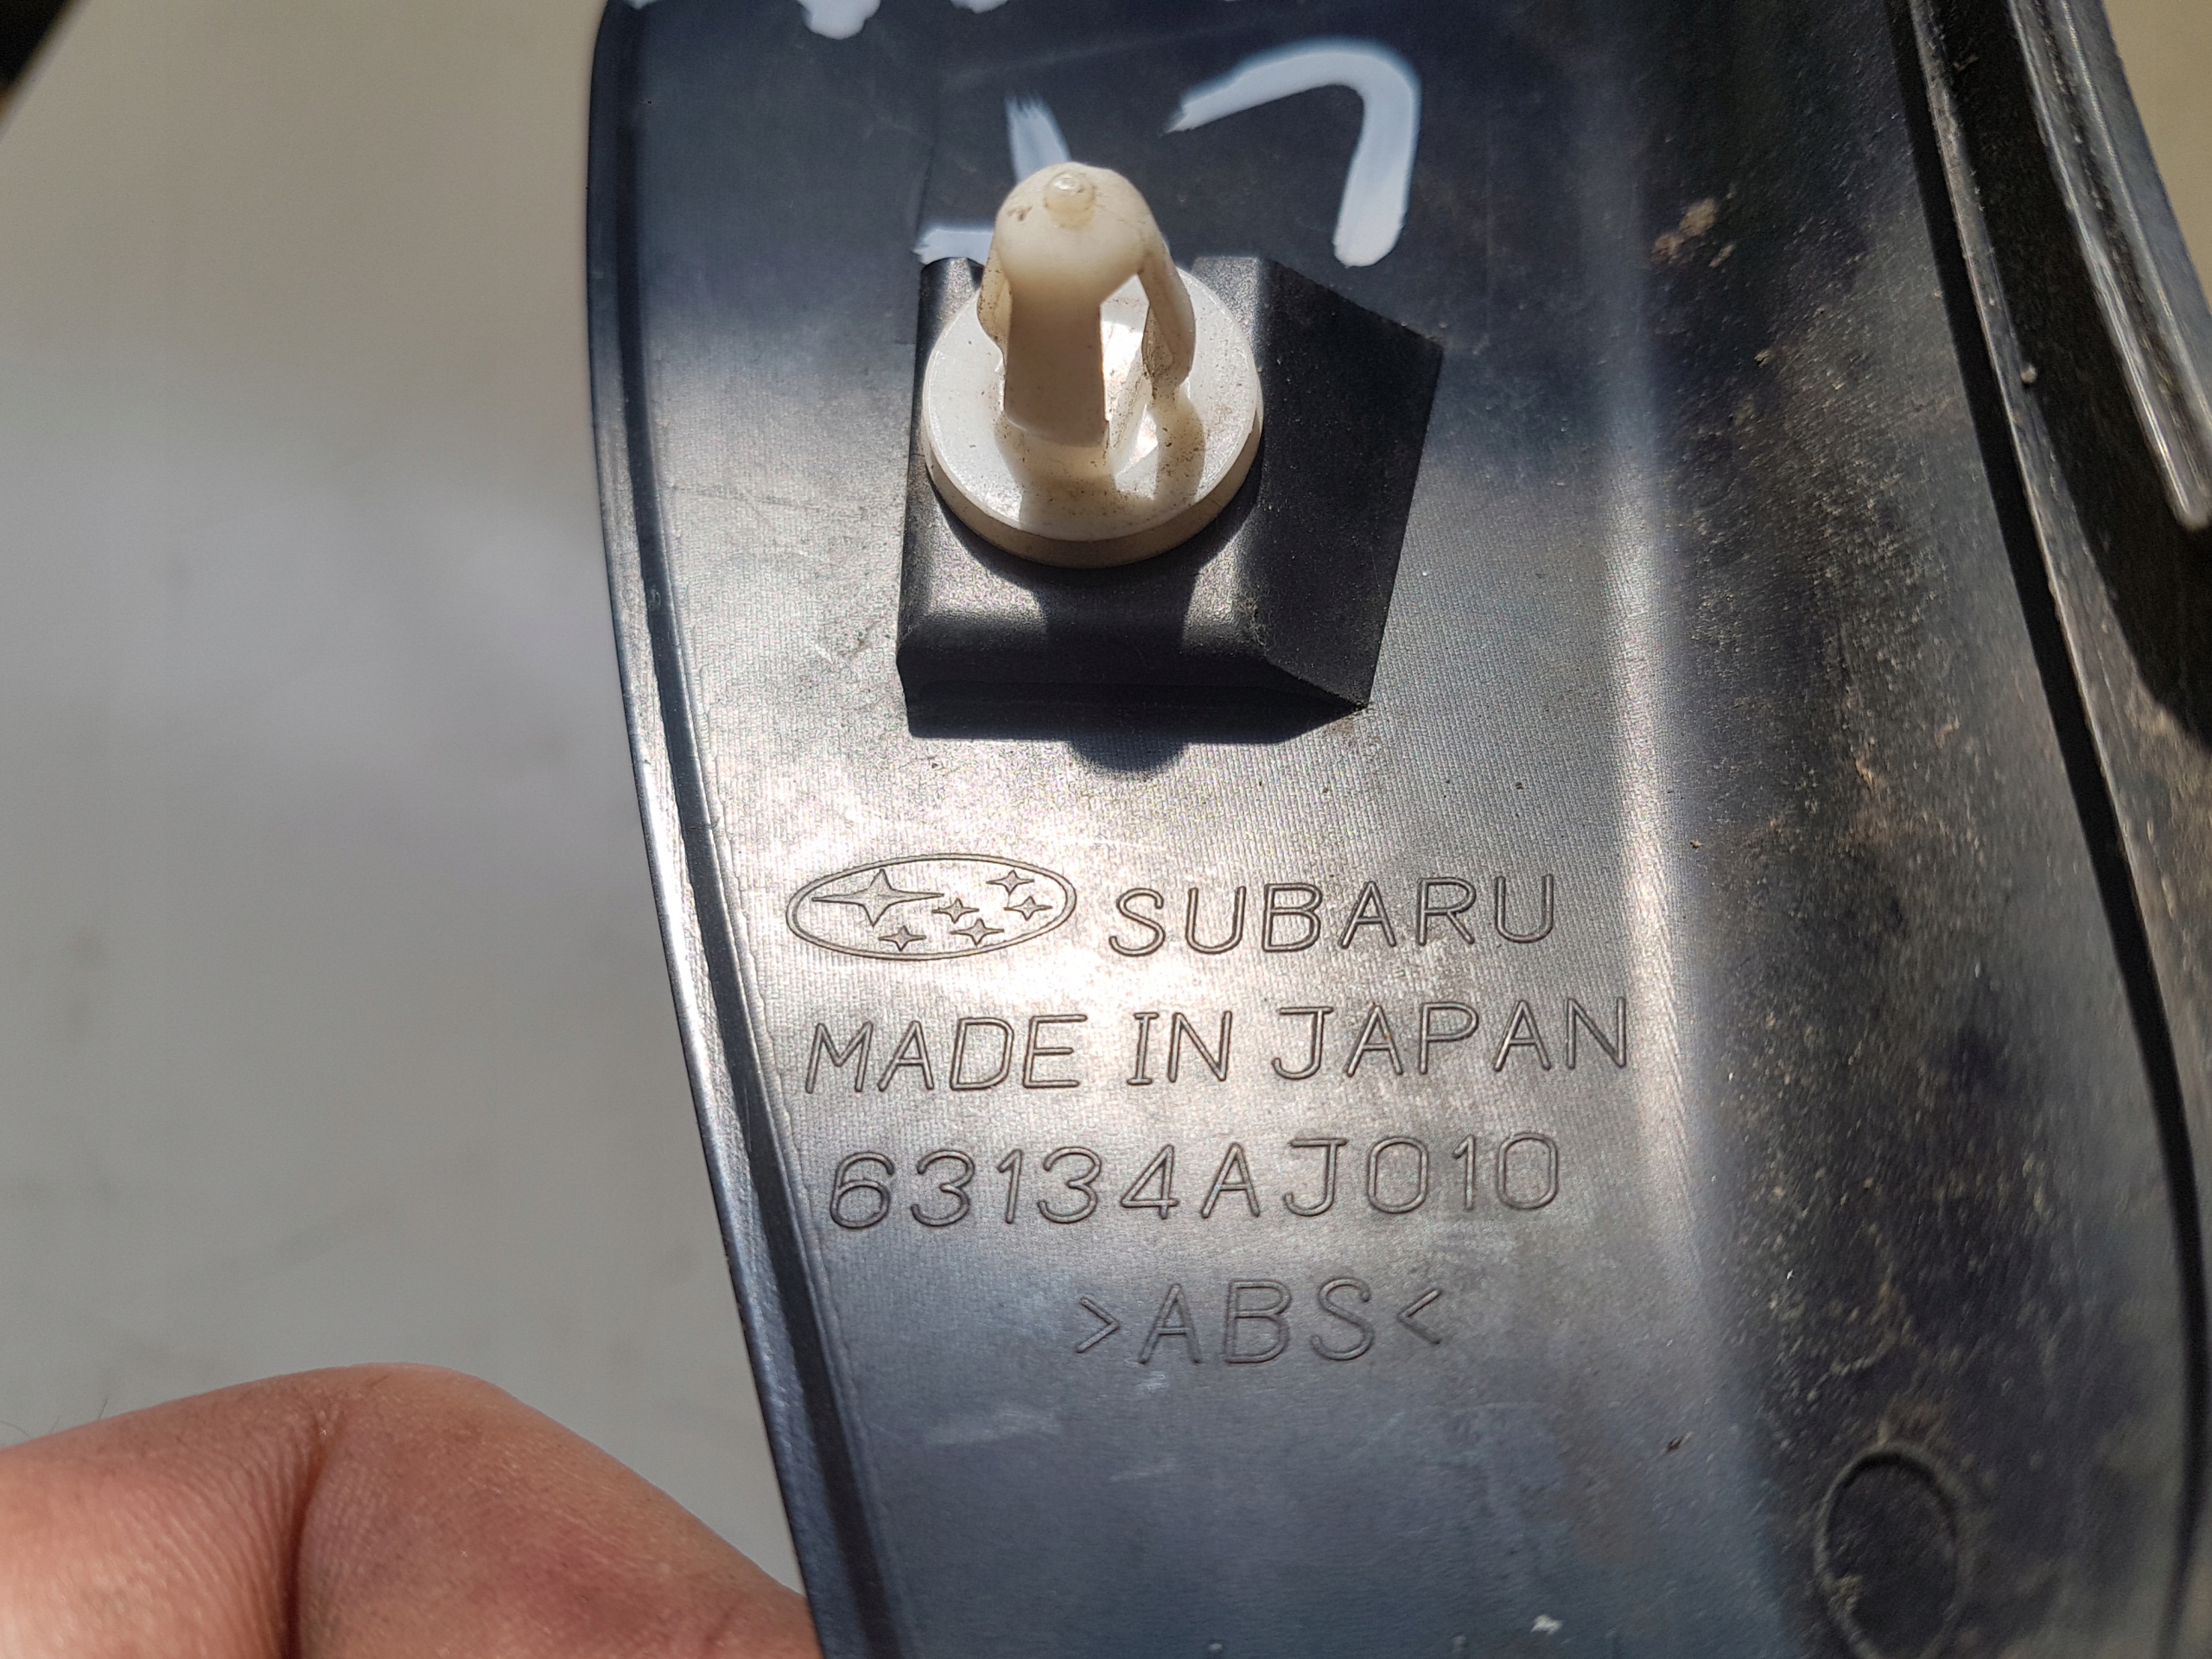 SUBARU
MADE IN JAPAN
63134AJ010
>ABS<